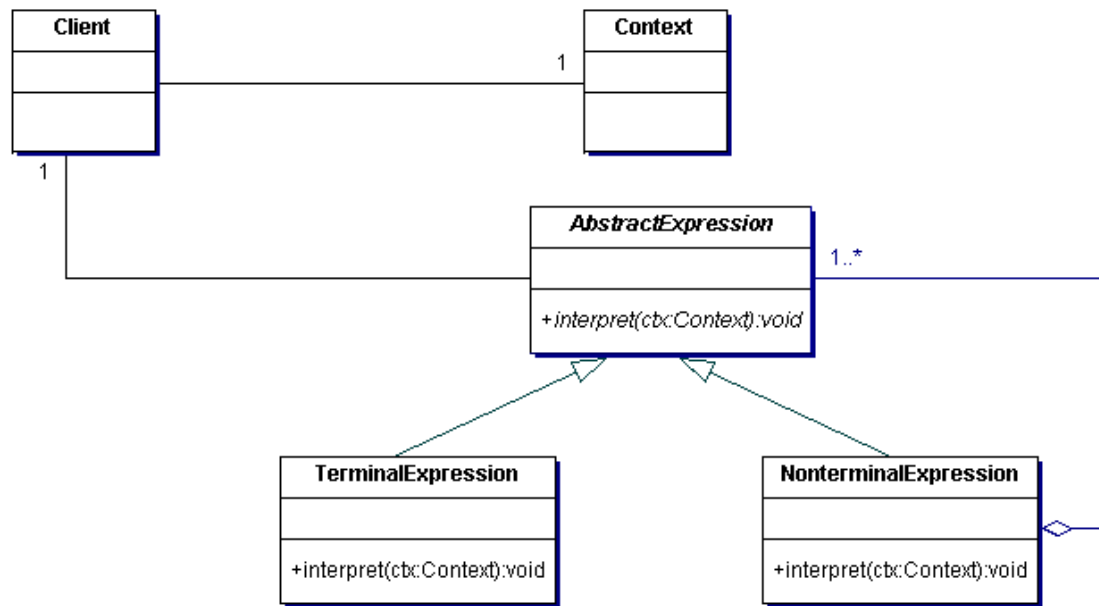 Client
Context
1
1
AbstractExpression
1..*
+interpret(ctx:Context):void
TerminalExpression
NonterminalExpression
+interpret(ctx:Context):void
+interpret(ctx:Context):void